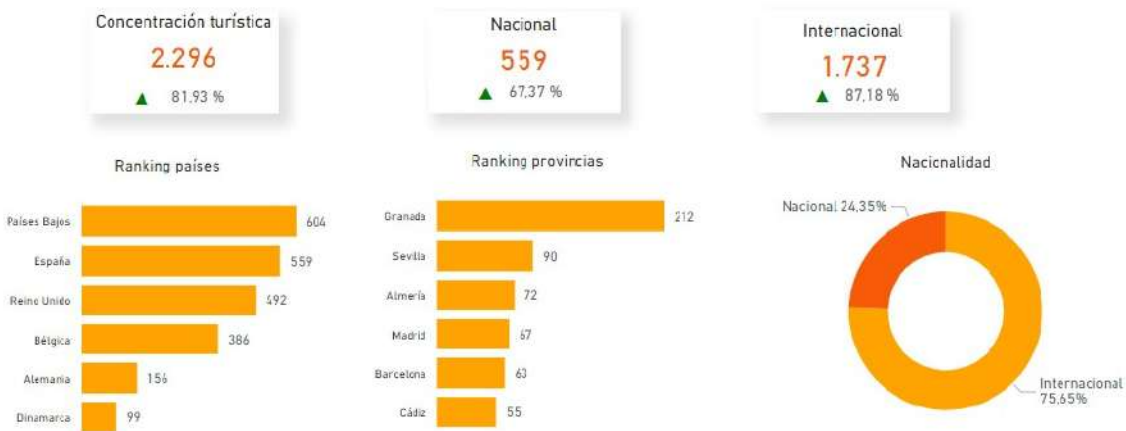 Concentración turística
2.296
▲ 81,93 %
Nacional
559
▲ 67,37 %
Internacional
1.737
▲ 87,18 %
Ranking países
Países Bajos 604
España 559
Reino Unido 492
Bélgica 386
Alemania 156
Dinamarca 99
Ranking provincias
Granada 212
Sevilla 90
Almería 72
Madrid 67
Barcelona 63
Cádiz 55
Nacionalidad
Nacional 24,35%
Internacional
75,65%